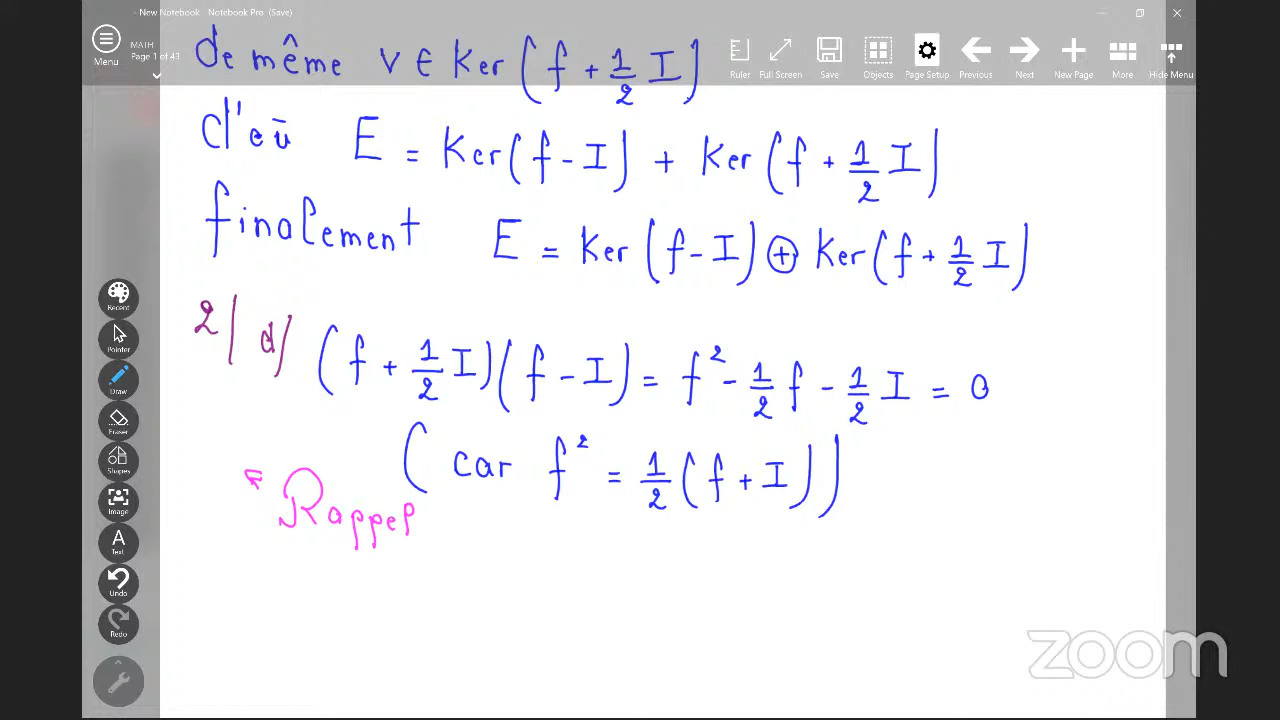 - New Notebook - Notebook Pro (Save)
Menu
MATH
Page 1 of 43
Ruler Full Screen Save Objects Page Setup Previous Next New Page More Hide Menu
de même v ∈ Ker (f + 1/2 I)
d'où E = Ker(f - I) + Ker(f + 1/2 I)
finalement E = Ker (f - I) ⊕ Ker(f + 1/2 I)
2/ d/ (f + 1/2 I)(f - I) = f² - 1/2 f - 1/2 I = 0
( car f² = 1/2 (f + I))
* Rappel
Recent
Pointer
Draw
Eraser
Shapes
Image
A
Text
Undo
Redo
zoom